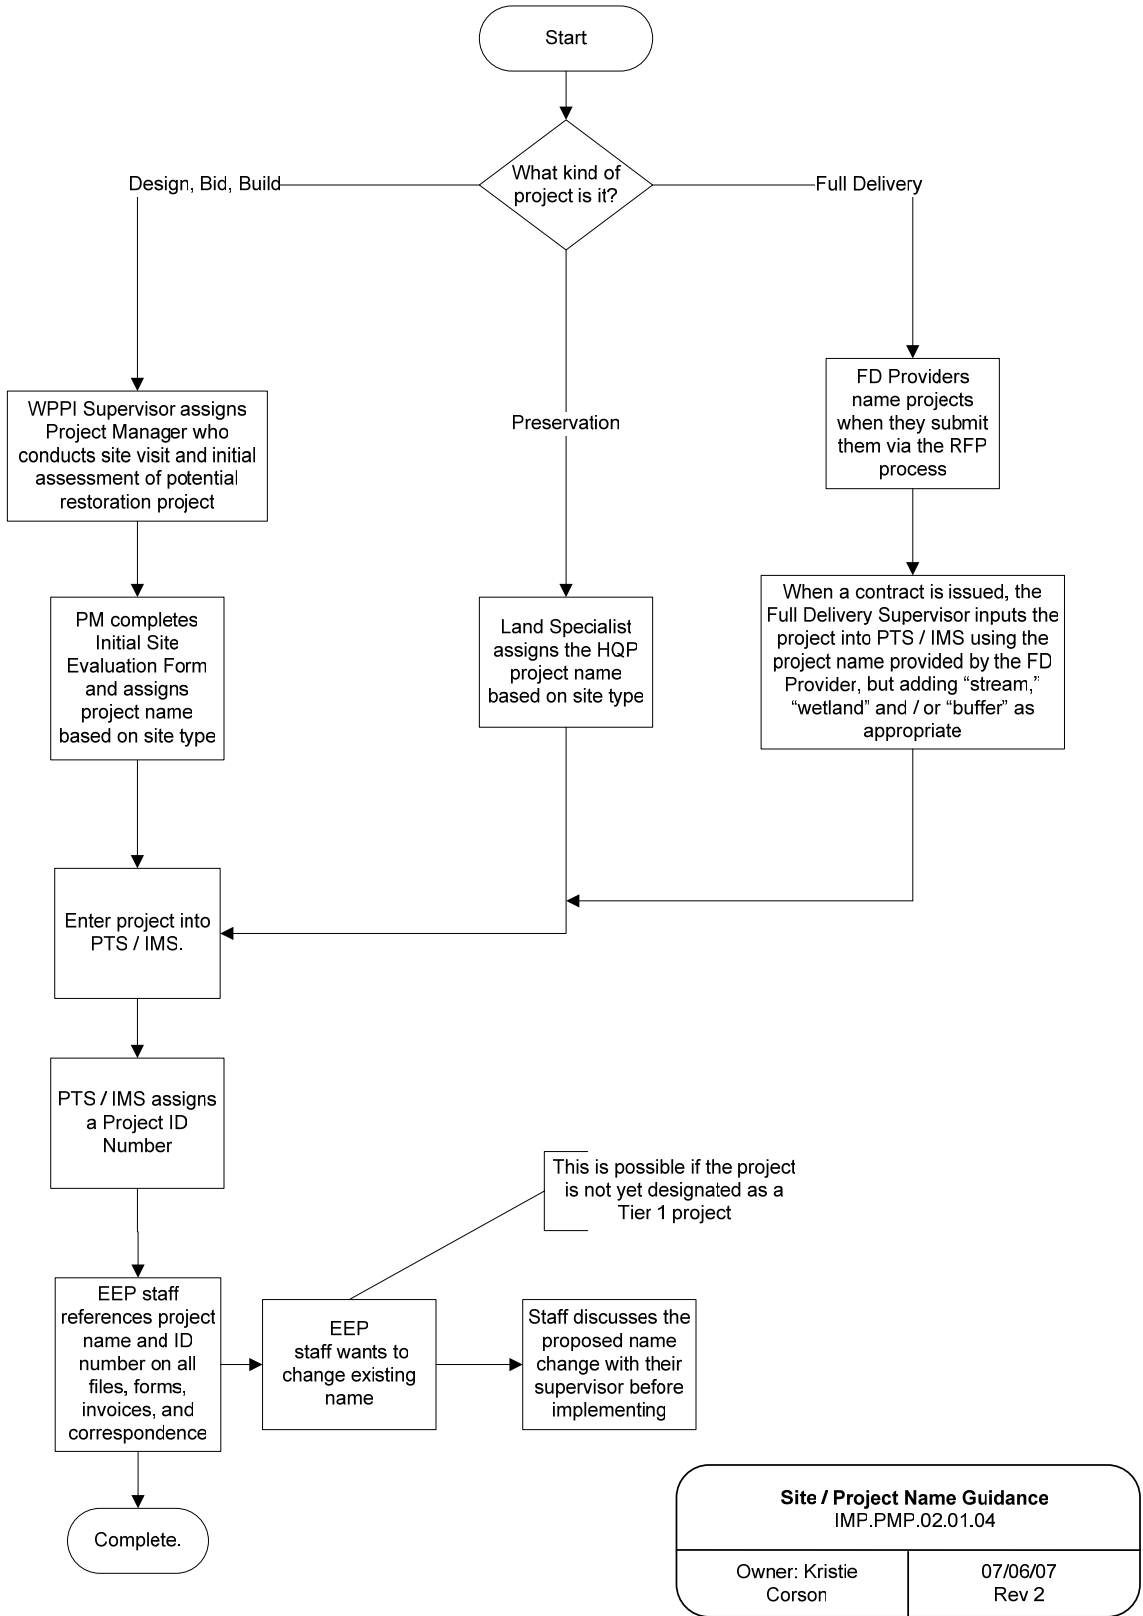 Start
What kind of
project is it?
Design, Bid, Build
Full Delivery
Preservation
WPPI Supervisor assigns
Project Manager who
conducts site visit and initial
assessment of potential
restoration project
FD Providers
name projects
when they submit
them via the RFP
process
PM completes
Initial Site
Evaluation Form
and assigns
project name
based on site type
Land Specialist
assigns the HQP
project name
based on site type
When a contract is issued, the
Full Delivery Supervisor inputs the
project into PTS / IMS using the
project name provided by the FD
Provider, but adding “stream,”
“wetland” and / or “buffer” as
appropriate
Enter project into
PTS / IMS.
PTS / IMS assigns
a Project ID
Number
This is possible if the project
is not yet designated as a
Tier 1 project
EEP staff
references project
name and ID
number on all
files, forms,
invoices, and
correspondence
EEP
staff wants to
change existing
name
Staff discusses the
proposed name
change with their
supervisor before
implementing
Complete.
Site / Project Name Guidance
IMP.PMP.02.01.04
Owner: Kristie
Corson
07/06/07
Rev 2